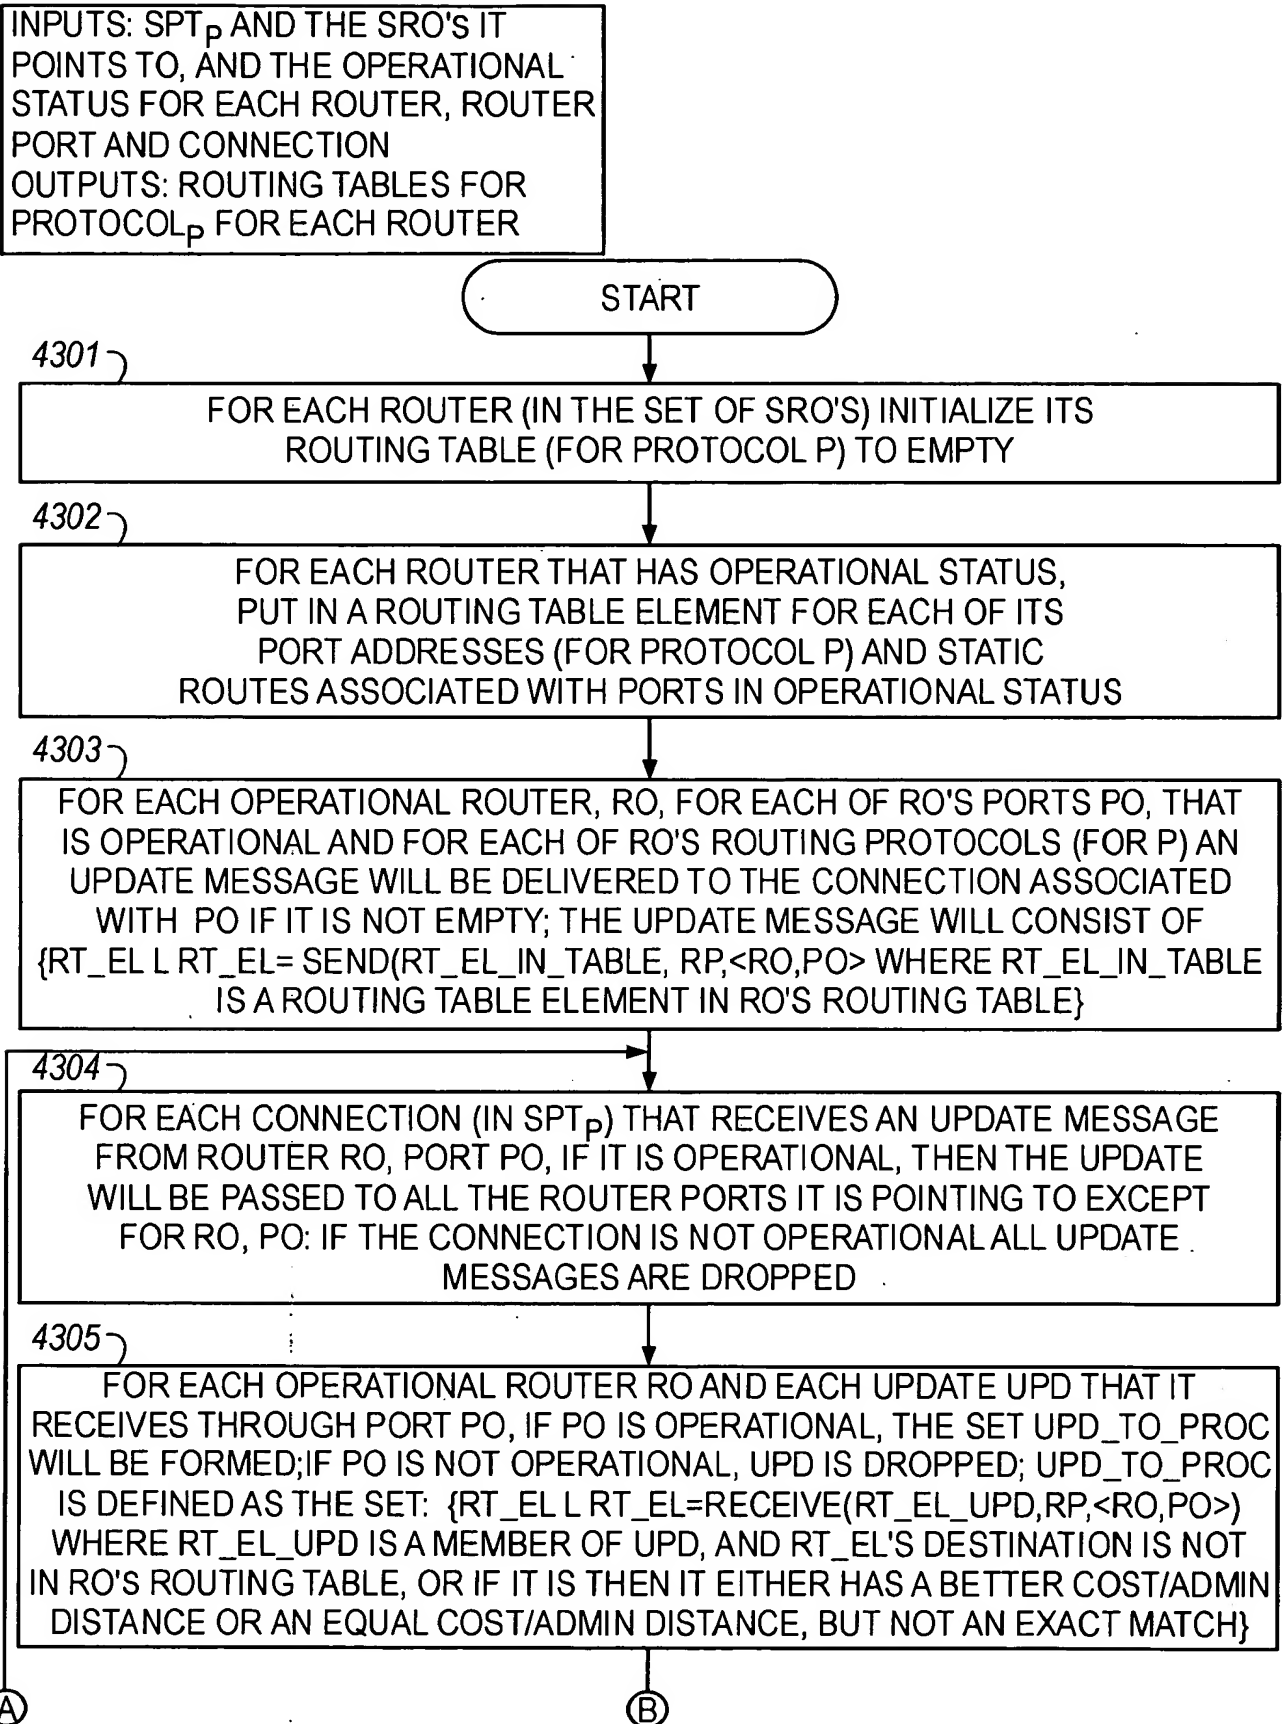 INPUTS: SPTP AND THE SRO'S IT
POINTS TO, AND THE OPERATIONAL
STATUS FOR EACH ROUTER, ROUTER
PORT AND CONNECTION
OUTPUTS: ROUTING TABLES FOR
PROTOCOLP FOR EACH ROUTER
START
4301
FOR EACH ROUTER (IN THE SET OF SRO'S) INITIALIZE ITS
ROUTING TABLE (FOR PROTOCOL P) TO EMPTY
4302
FOR EACH ROUTER THAT HAS OPERATIONAL STATUS,
PUT IN A ROUTING TABLE ELEMENT FOR EACH OF ITS
PORT ADDRESSES (FOR PROTOCOL P) AND STATIC
ROUTES ASSOCIATED WITH PORTS IN OPERATIONAL STATUS
4303
FOR EACH OPERATIONAL ROUTER, RO, FOR EACH OF RO'S PORTS PO, THAT
IS OPERATIONAL AND FOR EACH OF RO'S ROUTING PROTOCOLS (FOR P) AN
UPDATE MESSAGE WILL BE DELIVERED TO THE CONNECTION ASSOCIATED
WITH PO IF IT IS NOT EMPTY; THE UPDATE MESSAGE WILL CONSIST OF
{RT_EL L RT_EL= SEND(RT_EL_IN_TABLE, RP,<RO,PO> WHERE RT_EL_IN_TABLE
IS A ROUTING TABLE ELEMENT IN RO'S ROUTING TABLE}
4304
FOR EACH CONNECTION (IN SPTP) THAT RECEIVES AN UPDATE MESSAGE
FROM ROUTER RO, PORT PO, IF IT IS OPERATIONAL, THEN THE UPDATE
WILL BE PASSED TO ALL THE ROUTER PORTS IT IS POINTING TO EXCEPT
FOR RO, PO: IF THE CONNECTION IS NOT OPERATIONAL ALL UPDATE
MESSAGES ARE DROPPED
4305
FOR EACH OPERATIONAL ROUTER RO AND EACH UPDATE UPD THAT IT
RECEIVES THROUGH PORT PO, IF PO IS OPERATIONAL, THE SET UPD_TO_PROC
WILL BE FORMED;IF PO IS NOT OPERATIONAL, UPD IS DROPPED; UPD_TO_PROC
IS DEFINED AS THE SET: {RT_EL L RT_EL=RECEIVE(RT_EL_UPD,RP,<RO,PO>)
WHERE RT_EL_UPD IS A MEMBER OF UPD, AND RT_EL'S DESTINATION IS NOT
IN RO'S ROUTING TABLE, OR IF IT IS THEN IT EITHER HAS A BETTER COST/ADMIN
DISTANCE OR AN EQUAL COST/ADMIN DISTANCE, BUT NOT AN EXACT MATCH}
A
B